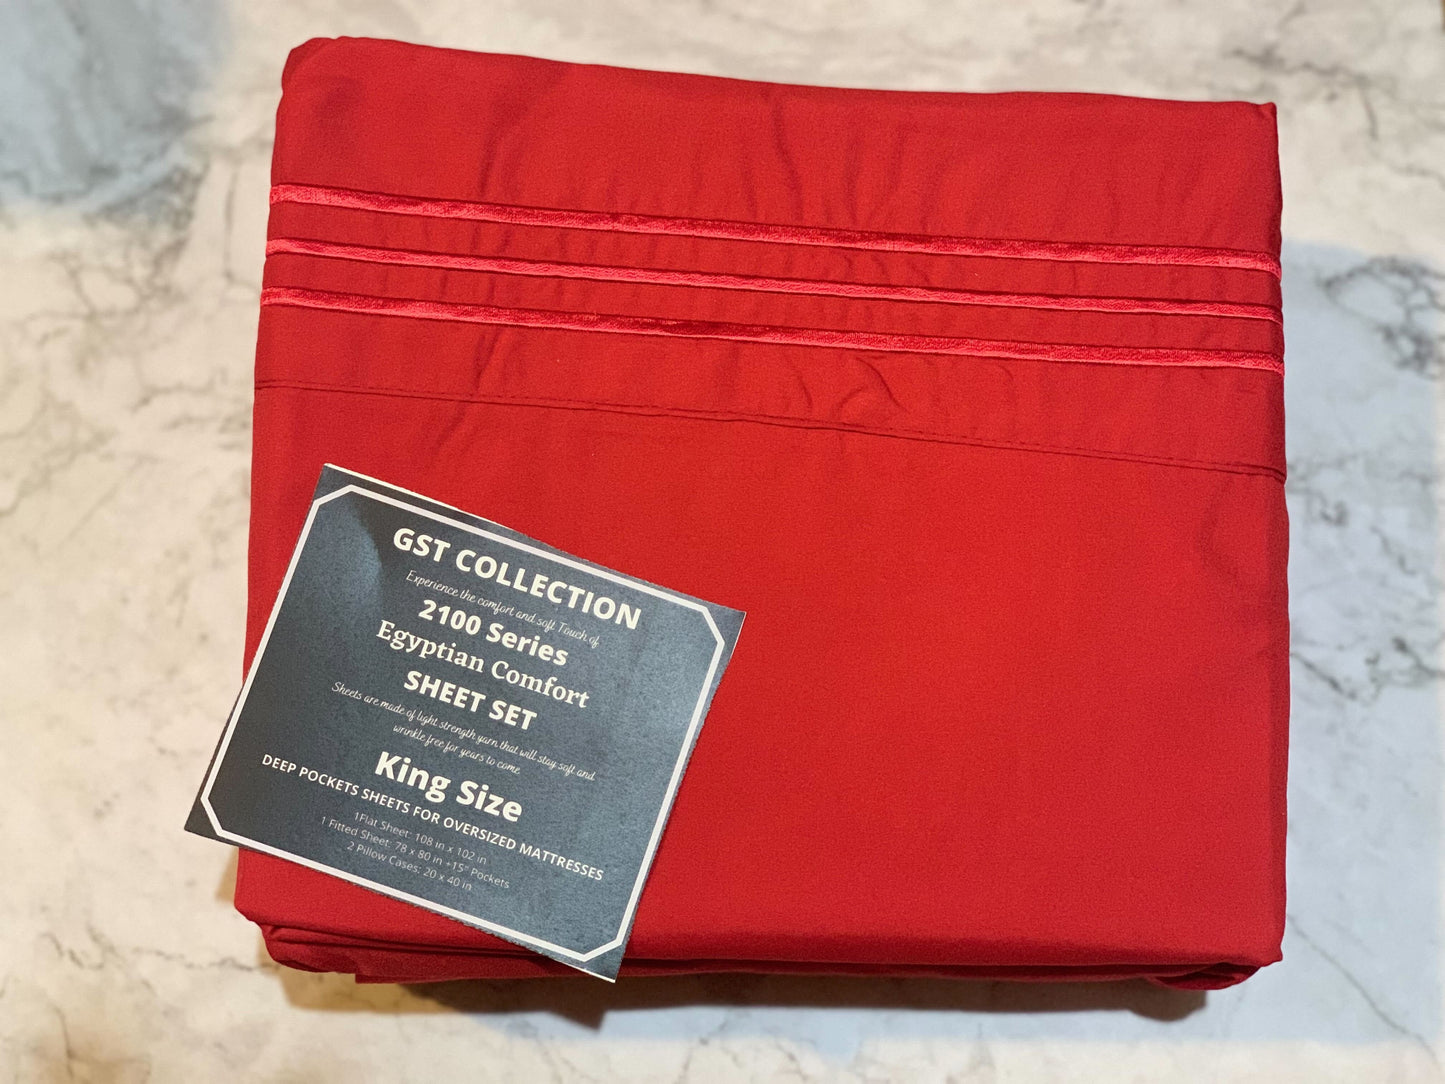 GST COLLECTION
Experience the comfort and soft Touch of
2100 Series
Egyptian Comfort
SHEET SET
Sheets are made of light strength yarn that will stay soft and
wrinkle free for years to come.
King Size
DEEP POCKETS SHEETS FOR OVERSIZED MATTRESSES
1Flat Sheet: 108 in x 102 in
1 Fitted Sheet: 78 x 80 in +15" Pockets
2 Pillow Cases: 20 x 40 in